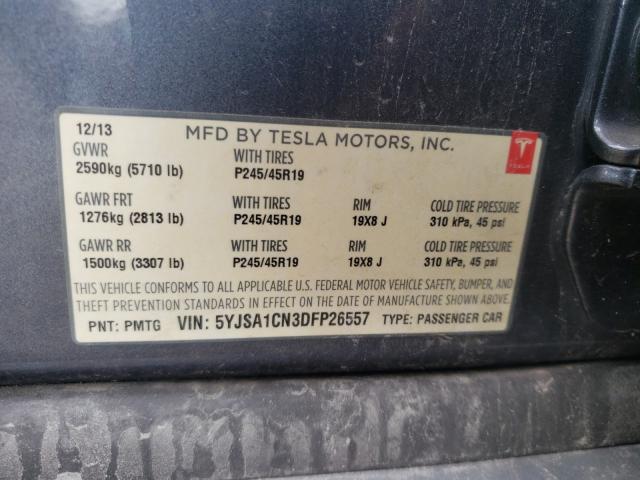 12/13 MFD BY TESLA MOTORS, INC.
GVWR WITH TIRES
2590kg (5710 lb) P245/45R19
GAWR FRT WITH TIRES RIM COLD TIRE PRESSURE
1276kg (2813 lb) P245/45R19 19X8 J 310 kPa, 45 psi
GAWR RR WITH TIRES RIM COLD TIRE PRESSURE
1500kg (3307 lb) P245/45R19 19X8 J 310 kPa, 45 psi
THIS VEHICLE CONFORMS TO ALL APPLICABLE U.S. FEDERAL MOTOR VEHICLE SAFETY, BUMPER, AND
THEFT PREVENTION STANDARDS IN EFFECT ON THE DATE OF MANUFACTURE SHOWN ABOVE.
PNT: PMTG VIN: 5YJSA1CN3DFP26557 TYPE: PASSENGER CAR